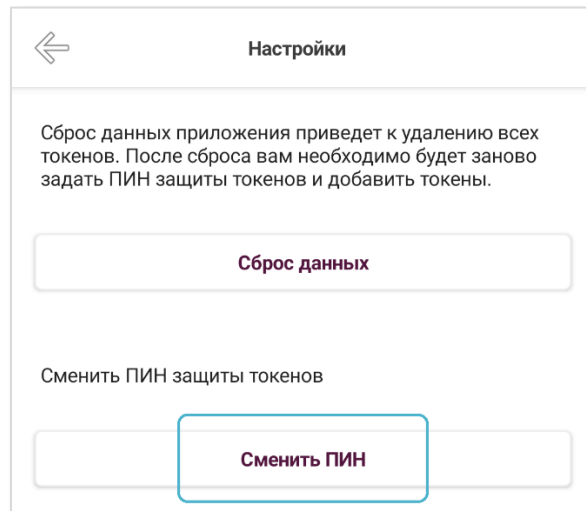 Настройки
Сброс данных приложения приведет к удалению всех
токенов. После сброса вам необходимо будет заново
задать ПИН защиты токенов и добавить токены.
Сброс данных
Сменить ПИН защиты токенов
Сменить ПИН